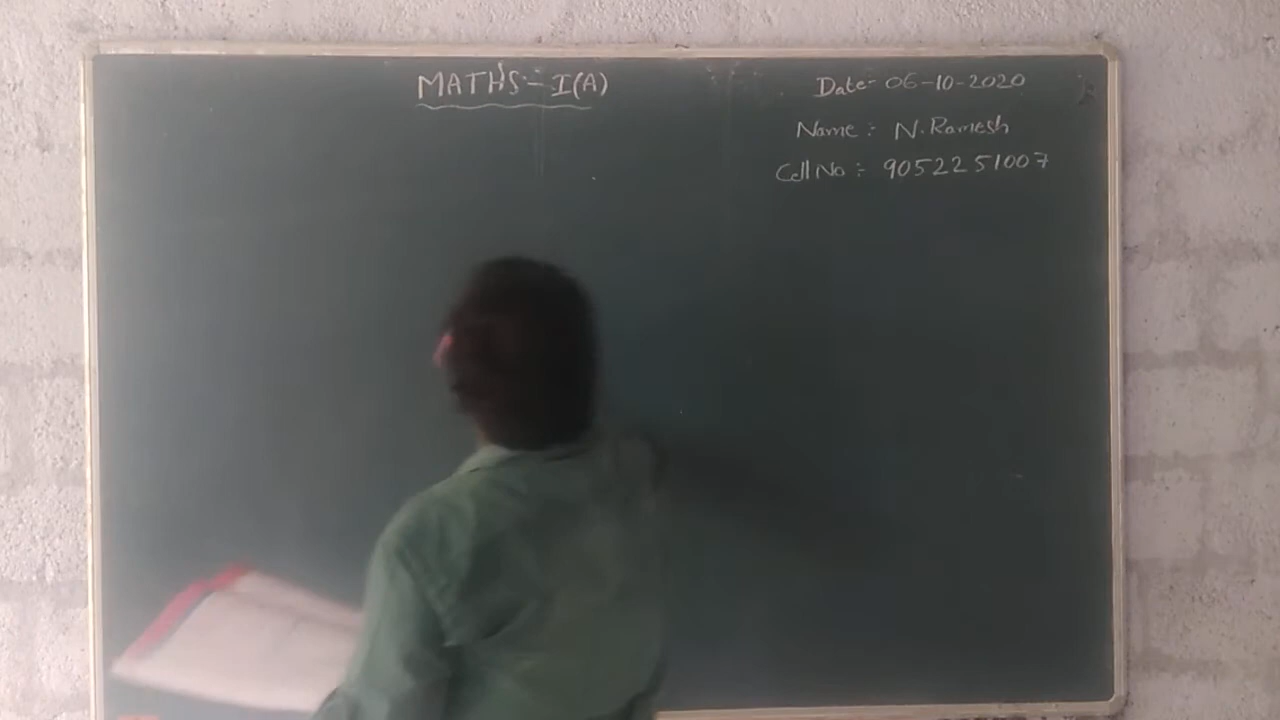 MATHS:- I(A)
Date:- 06-10-2020
Name :- N. Ramesh
Cell No :- 9052251007